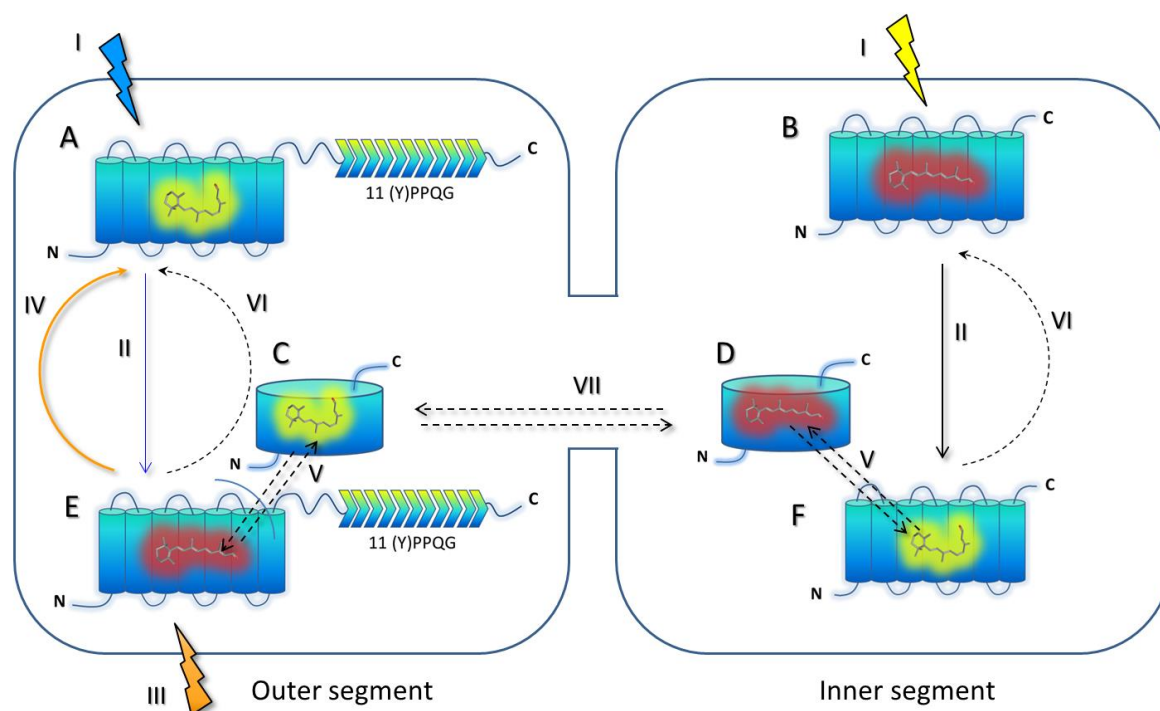 I
I
A
C
11 (Y)PPQG
N
B
C
N
IV
II
VI
C
C
N
V
VII
D
C
N
V
II
VI
E
C
11 (Y)PPQG
N
F
C
N
III
Outer segment
Inner segment